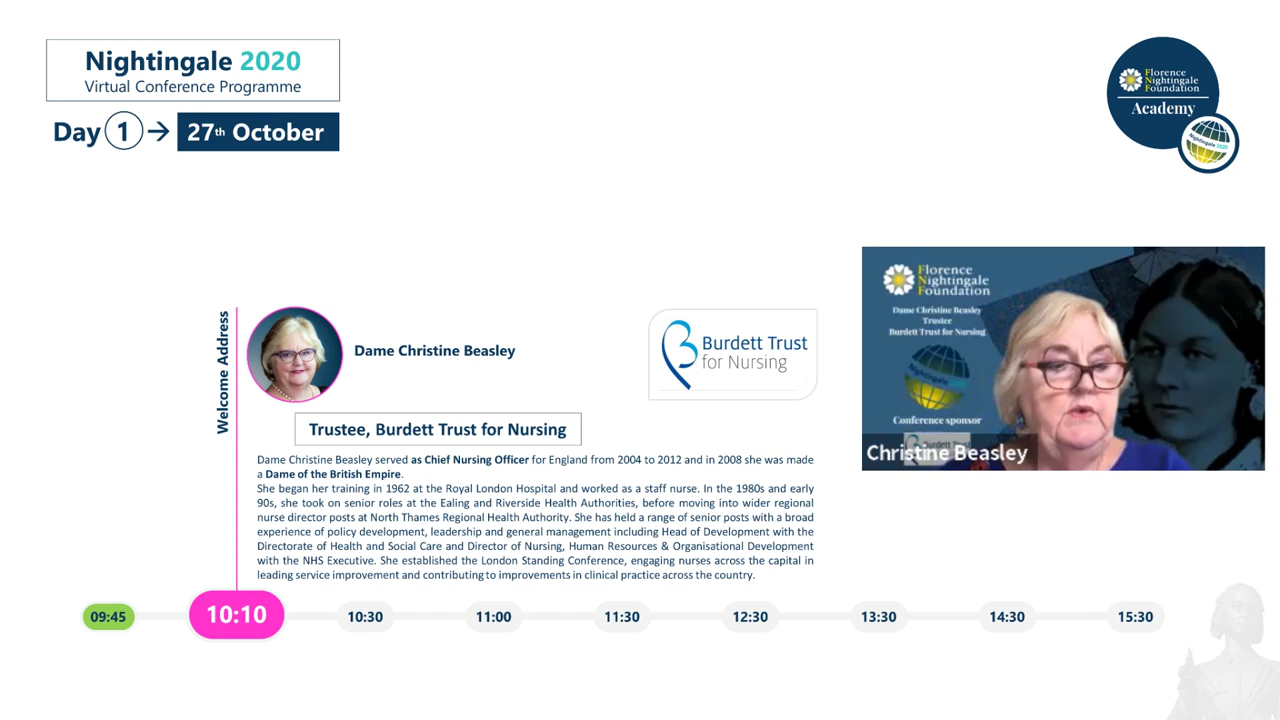 Nightingale 2020
Virtual Conference Programme
Day 1 → 27th October
Florence
Nightingale
Foundation
Academy
Nightingale 2020
Welcome Address
Dame Christine Beasley
Burdett Trust
for Nursing
Trustee, Burdett Trust for Nursing
Dame Christine Beasley served as Chief Nursing Officer for England from 2004 to 2012 and in 2008 she was made
a Dame of the British Empire.
She began her training in 1962 at the Royal London Hospital and worked as a staff nurse. In the 1980s and early
90s, she took on senior roles at the Ealing and Riverside Health Authorities, before moving into wider regional
nurse director posts at North Thames Regional Health Authority. She has held a range of senior posts with a broad
experience of policy development, leadership and general management including Head of Development with the
Directorate of Health and Social Care and Director of Nursing, Human Resources & Organisational Development
with the NHS Executive. She established the London Standing Conference, engaging nurses across the capital in
leading service improvement and contributing to improvements in clinical practice across the country.
Florence
Nightingale
Foundation
Dame Christine Beasley
Trustee
Burdett Trust for Nursing
Nightingale 2020
Conference sponsor
Burdett Trust
Christine Beasley
09:45
10:10
10:30
11:00
11:30
12:30
13:30
14:30
15:30